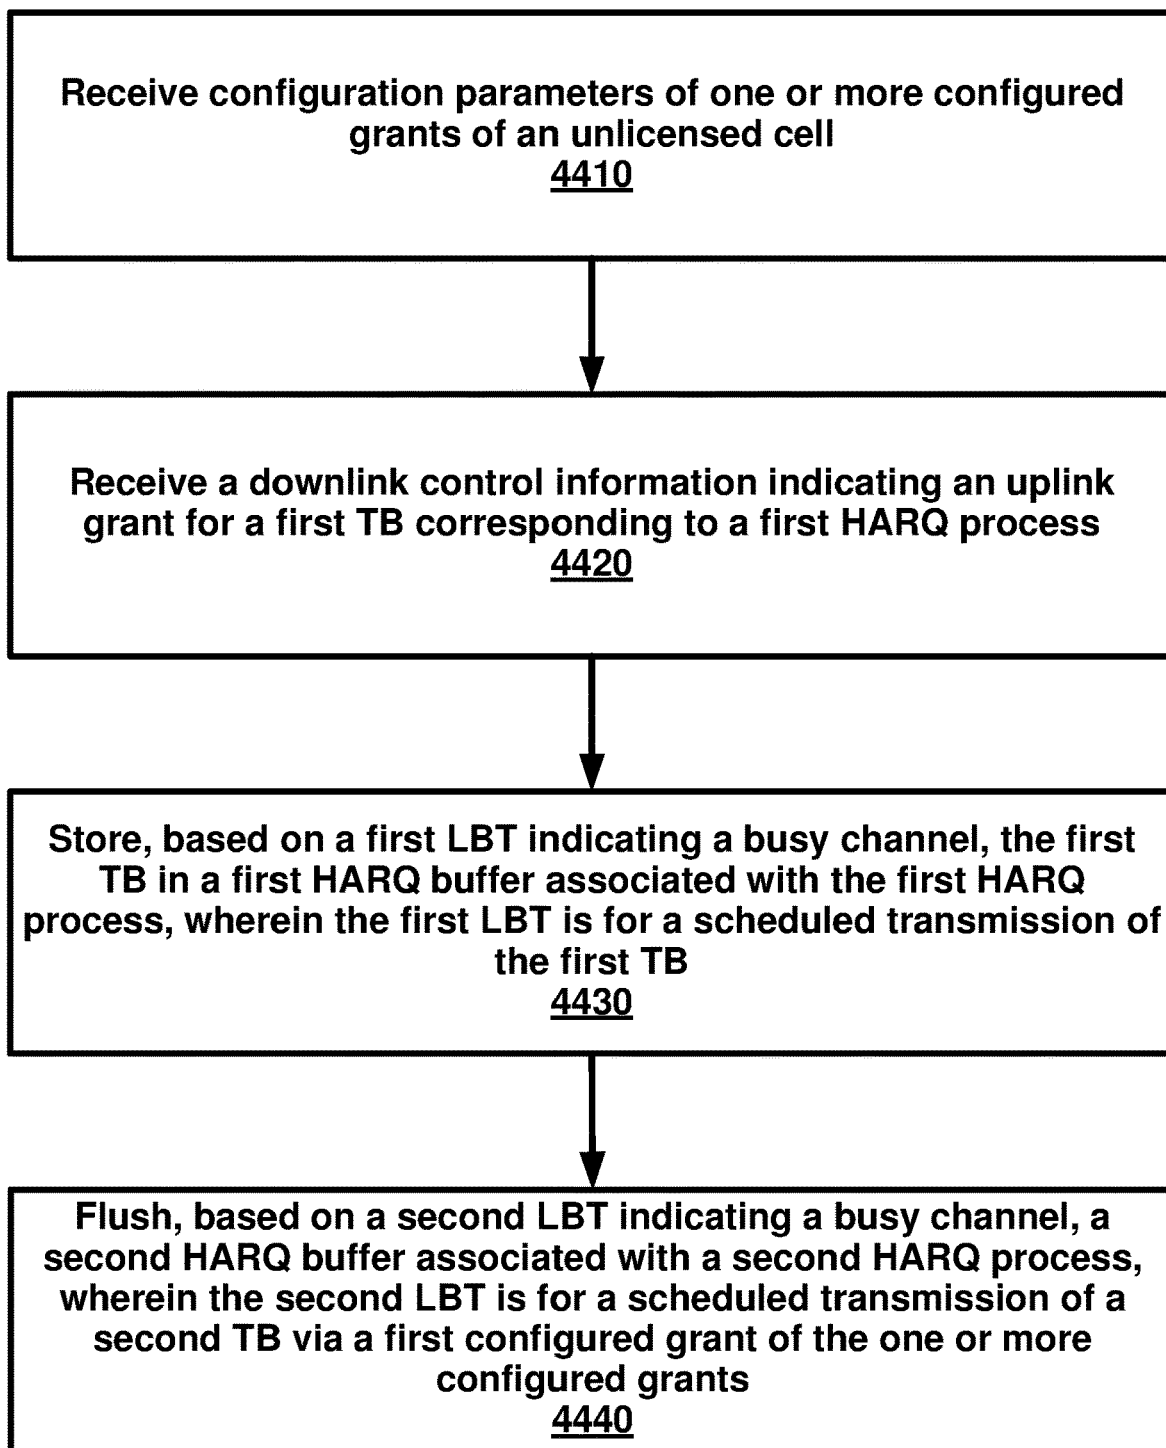 Receive configuration parameters of one or more configured
grants of an unlicensed cell
4410
Receive a downlink control information indicating an uplink
grant for a first TB corresponding to a first HARQ process
4420
Store, based on a first LBT indicating a busy channel, the first
TB in a first HARQ buffer associated with the first HARQ
process, wherein the first LBT is for a scheduled transmission of
the first TB
4430
Flush, based on a second LBT indicating a busy channel, a
second HARQ buffer associated with a second HARQ process,
wherein the second LBT is for a scheduled transmission of a
second TB via a first configured grant of the one or more
configured grants
4440